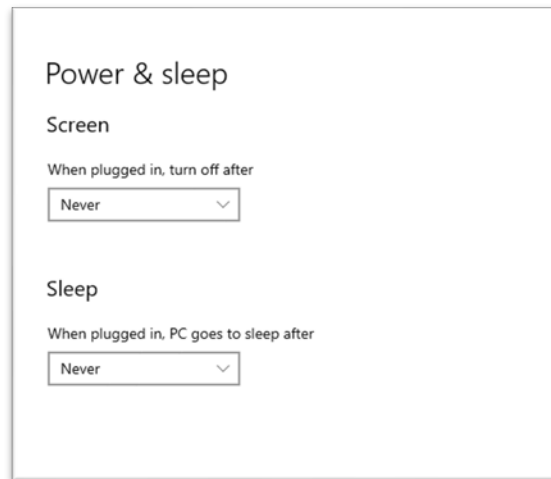 Power & sleep
Screen
When plugged in, turn off after
Never
Sleep
When plugged in, PC goes to sleep after
Never